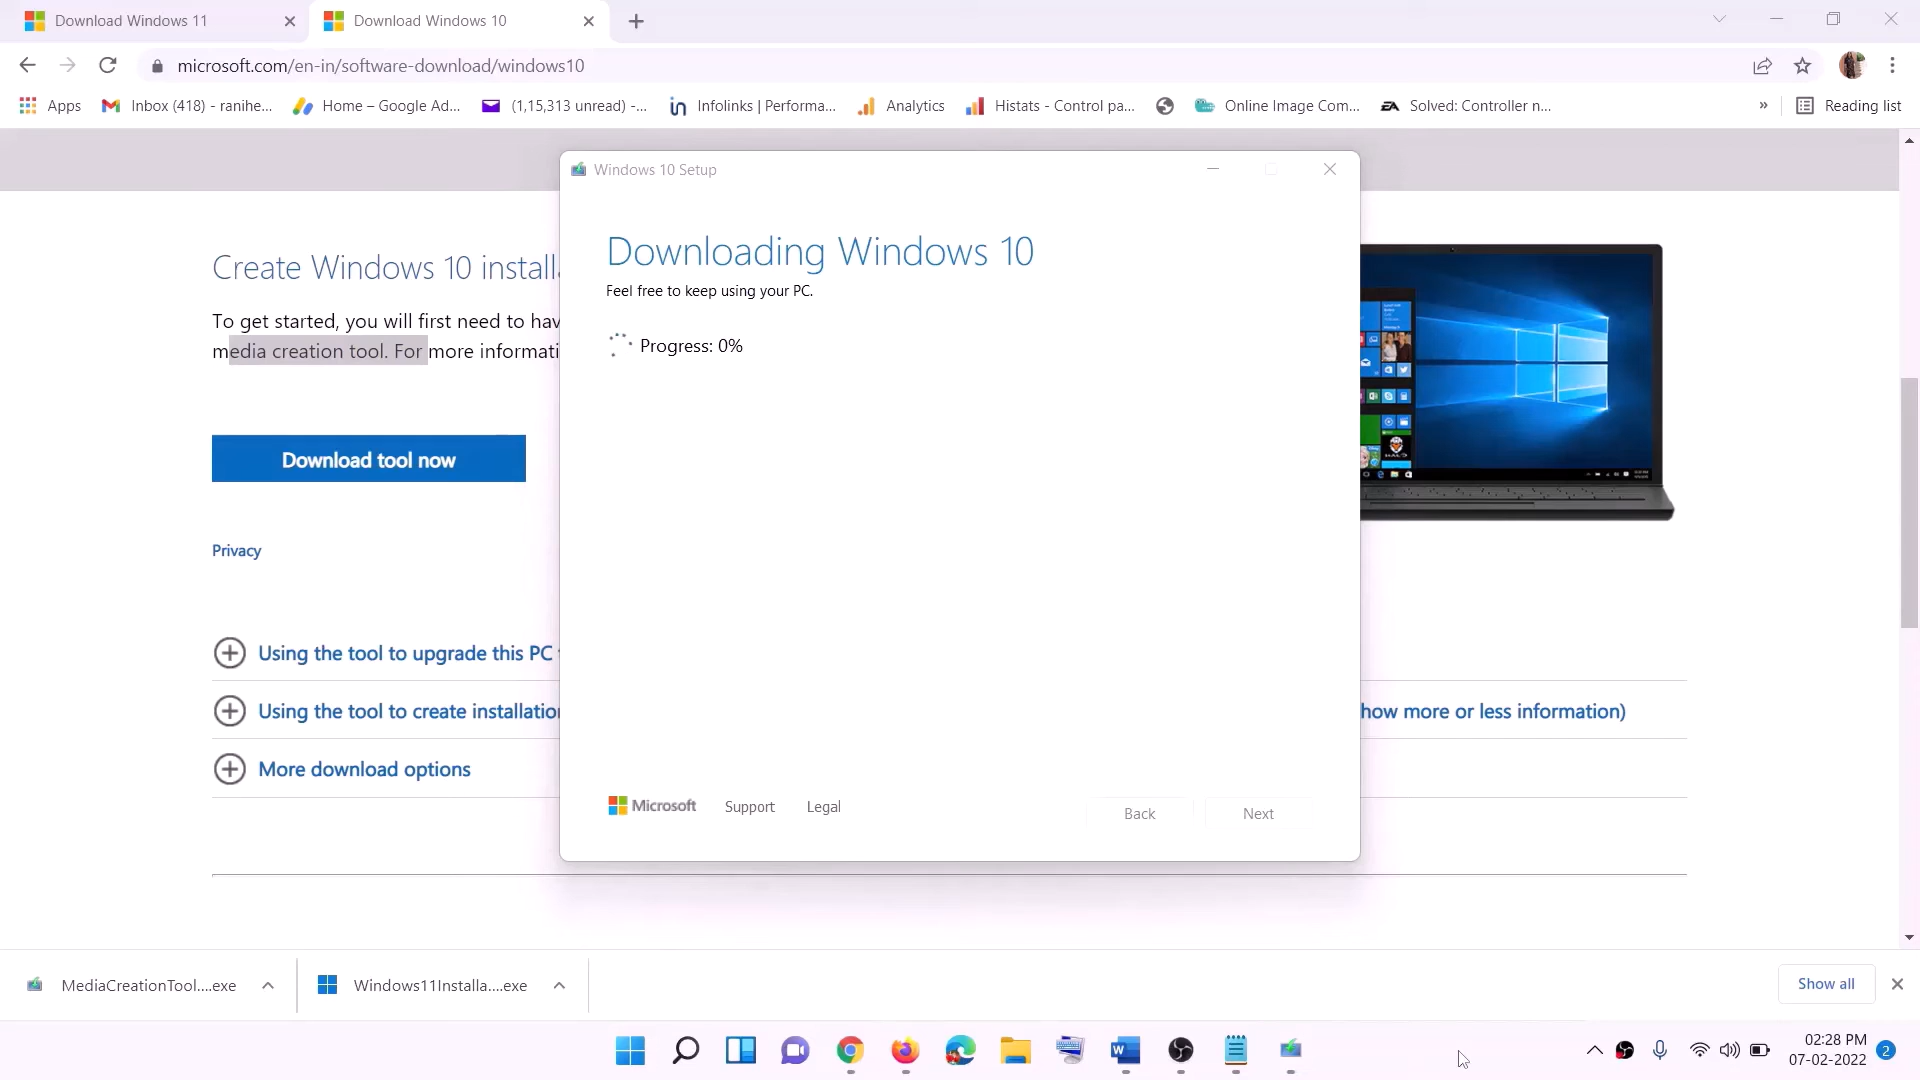 Download Windows 11
Download Windows 10
microsoft.com/en-in/software-download/windows10
Apps
Inbox (418) - ranihe...
Home – Google Ad...
(1,15,313 unread) -...
Infolinks | Performa...
Analytics
Histats - Control pa...
Online Image Com...
Solved: Controller n...
»
Reading list
Windows 10 Setup
Downloading Windows 10
Feel free to keep using your PC.
Progress: 0%
Microsoft
Support
Legal
Back
Next
Create Windows 10 install
To get started, you will first need to hav
media creation tool. For more informati
Download tool now
Privacy
Using the tool to upgrade this PC
Using the tool to create installation
how more or less information)
More download options
MediaCreationTool....exe
Windows11Installa....exe
Show all
02:28 PM
07-02-2022
2